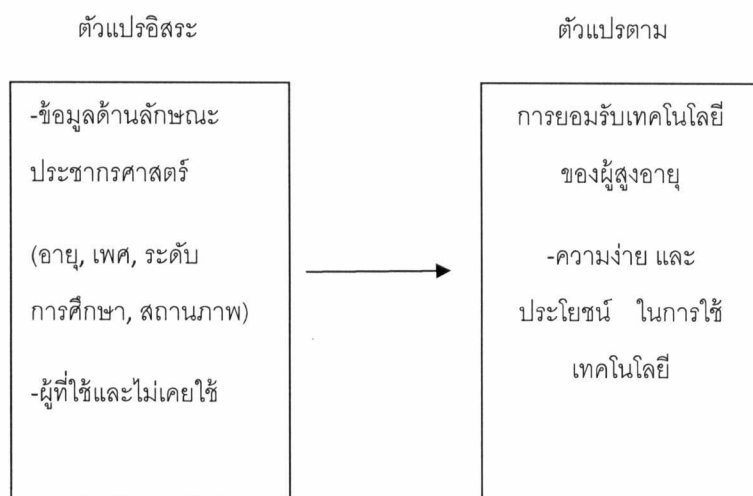 ตัวแปรอิสระ
ตัวแปรตาม
-ข้อมูลด้านลักษณะ
ประชากรศาสตร์
(อายุ, เพศ, ระดับ
การศึกษา, สถานภาพ)
-ผู้ที่ใช้และไม่เคยใช้
การยอมรับเทคโนโลยี
ของผู้สูงอายุ
-ความง่าย และ
ประโยชน์ ในการใช้
เทคโนโลยี